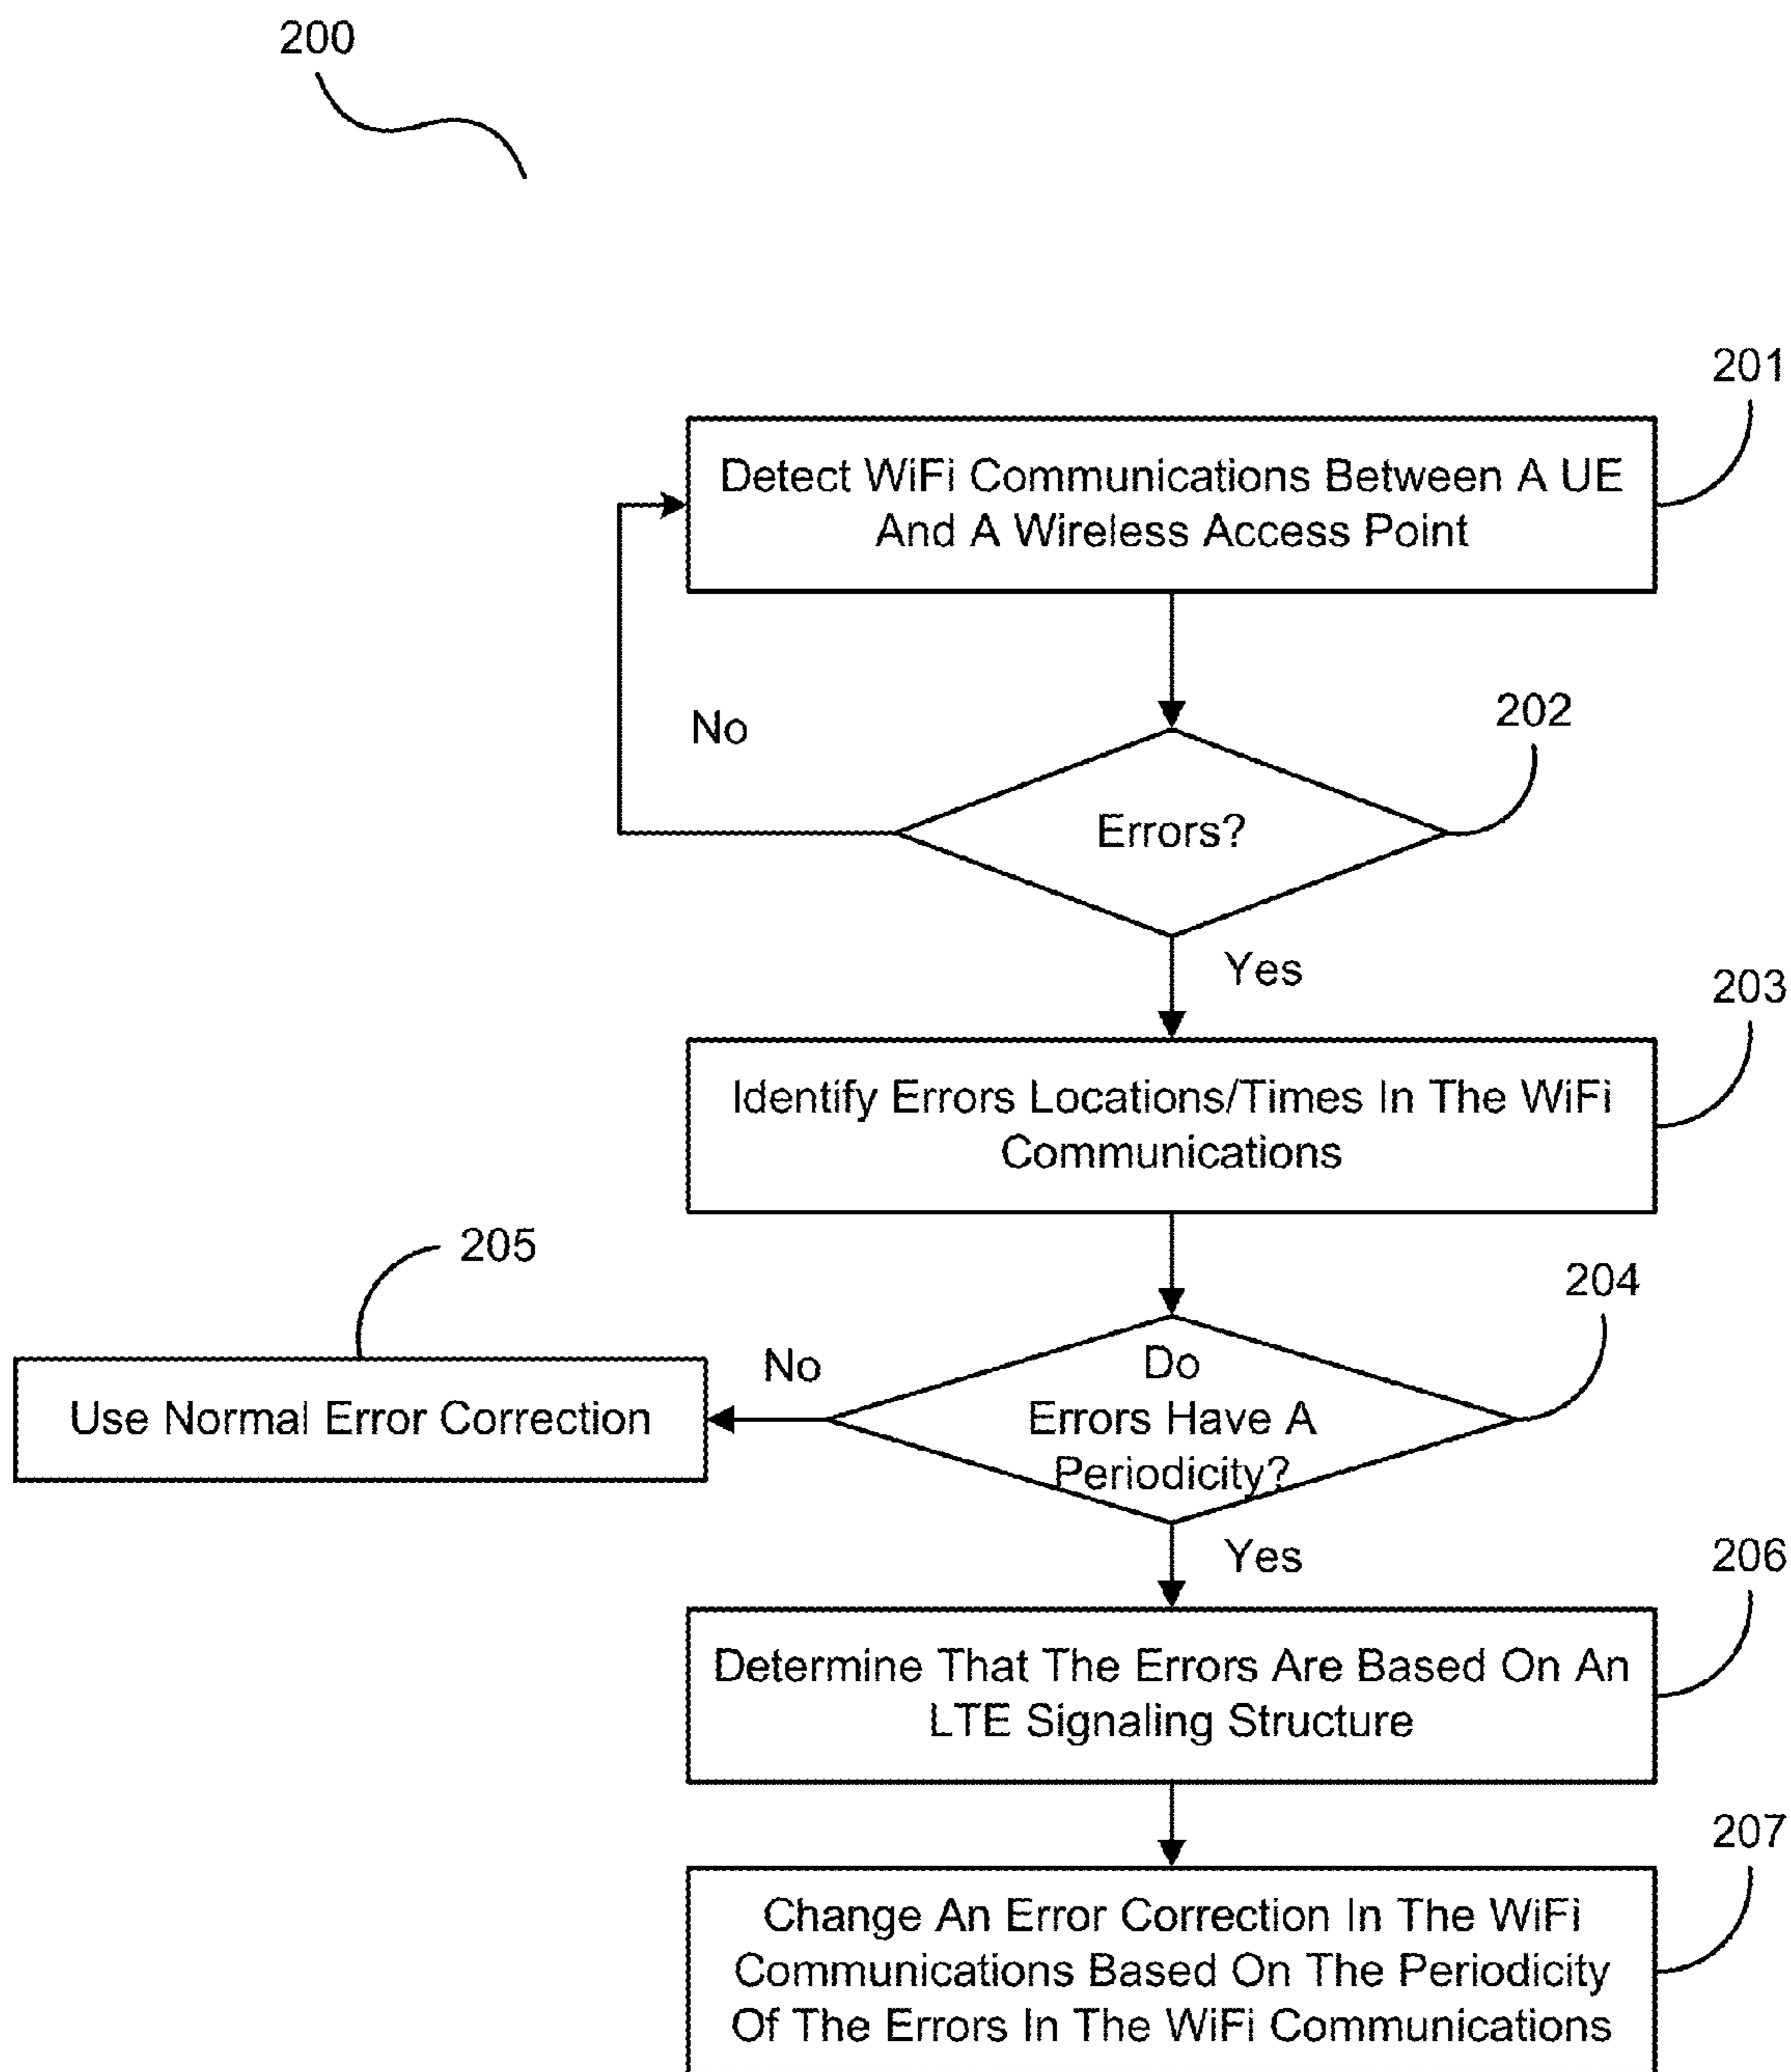 200
201
Detect WiFi Communications Between A UE
And A Wireless Access Point
No
202
Errors?
Yes
203
Identify Errors Locations/Times In The WiFi
Communications
205
204
Use Normal Error Correction
No
Do
Errors Have A
Periodicity?
Yes
206
Determine That The Errors Are Based On An
LTE Signaling Structure
207
Change An Error Correction In The WiFi
Communications Based On The Periodicity
Of The Errors In The WiFi Communications